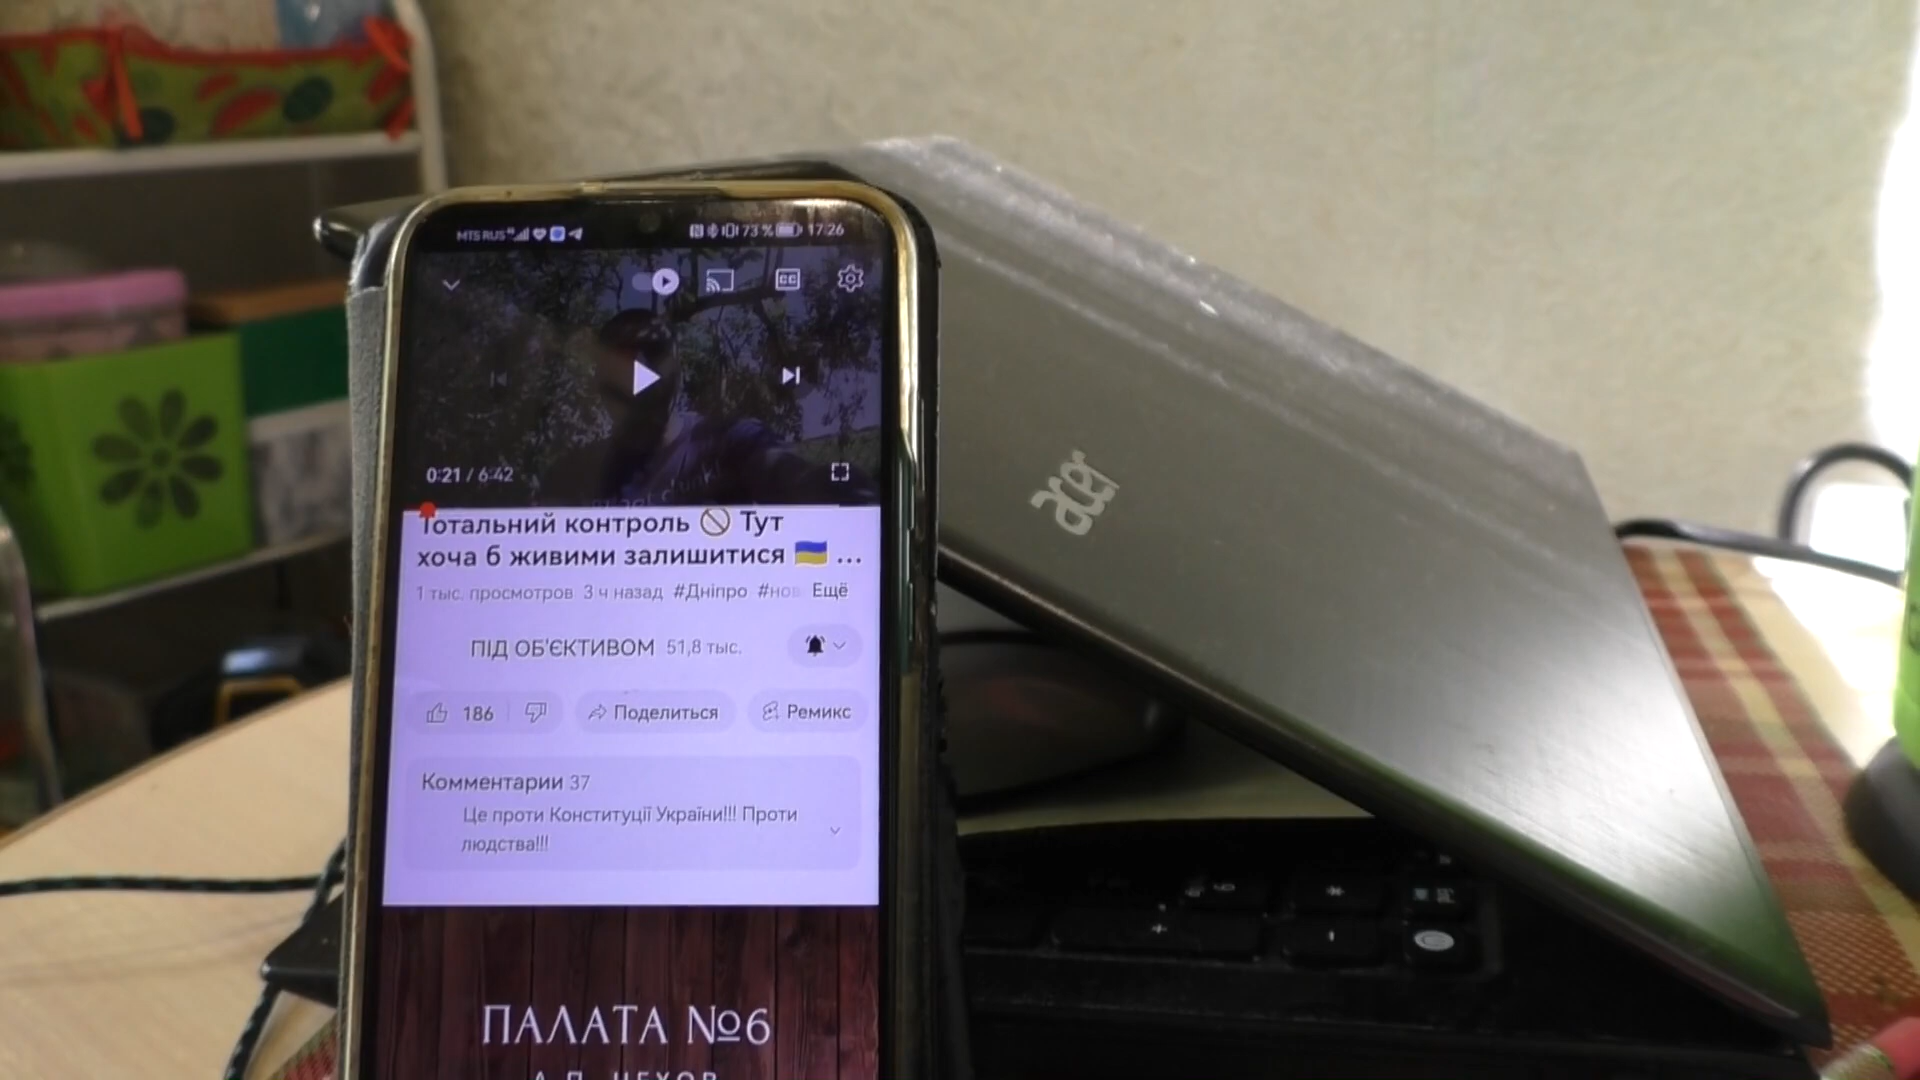 MTS RUS 73 % 17:26
CC
0:21 / 6:42
Тотальний контроль 🚫 Тут
хоча б живими залишитися 🇺🇦 ...
1 тыс. просмотров 3 ч назад #Дніпро #нов Ещё
ПІД ОБ'ЄКТИВОМ 51,8 тыс.
186 Поделиться Ремикс
Комментарии 37
Це проти Конституції України!!! Проти
людства!!!
ПАЛАТА №6
А.П. ЧЕХОВ
acer